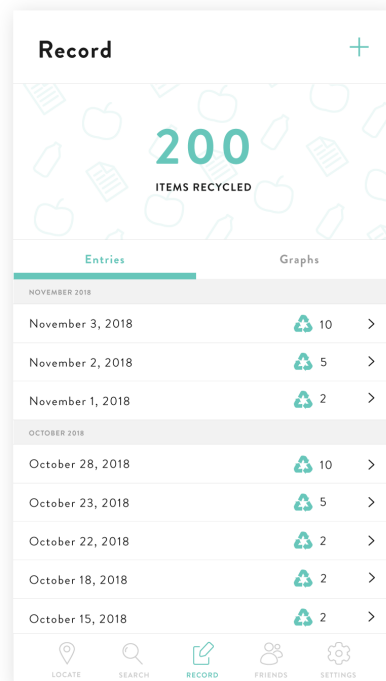 Record
200
ITEMS RECYCLED
Entries Graphs
NOVEMBER 2018
November 3, 2018 10
November 2, 2018 5
November 1, 2018 2
OCTOBER 2018
October 28, 2018 10
October 23, 2018 5
October 22, 2018 2
October 18, 2018 2
October 15, 2018 2
LOCATE SEARCH RECORD FRIENDS SETTINGS